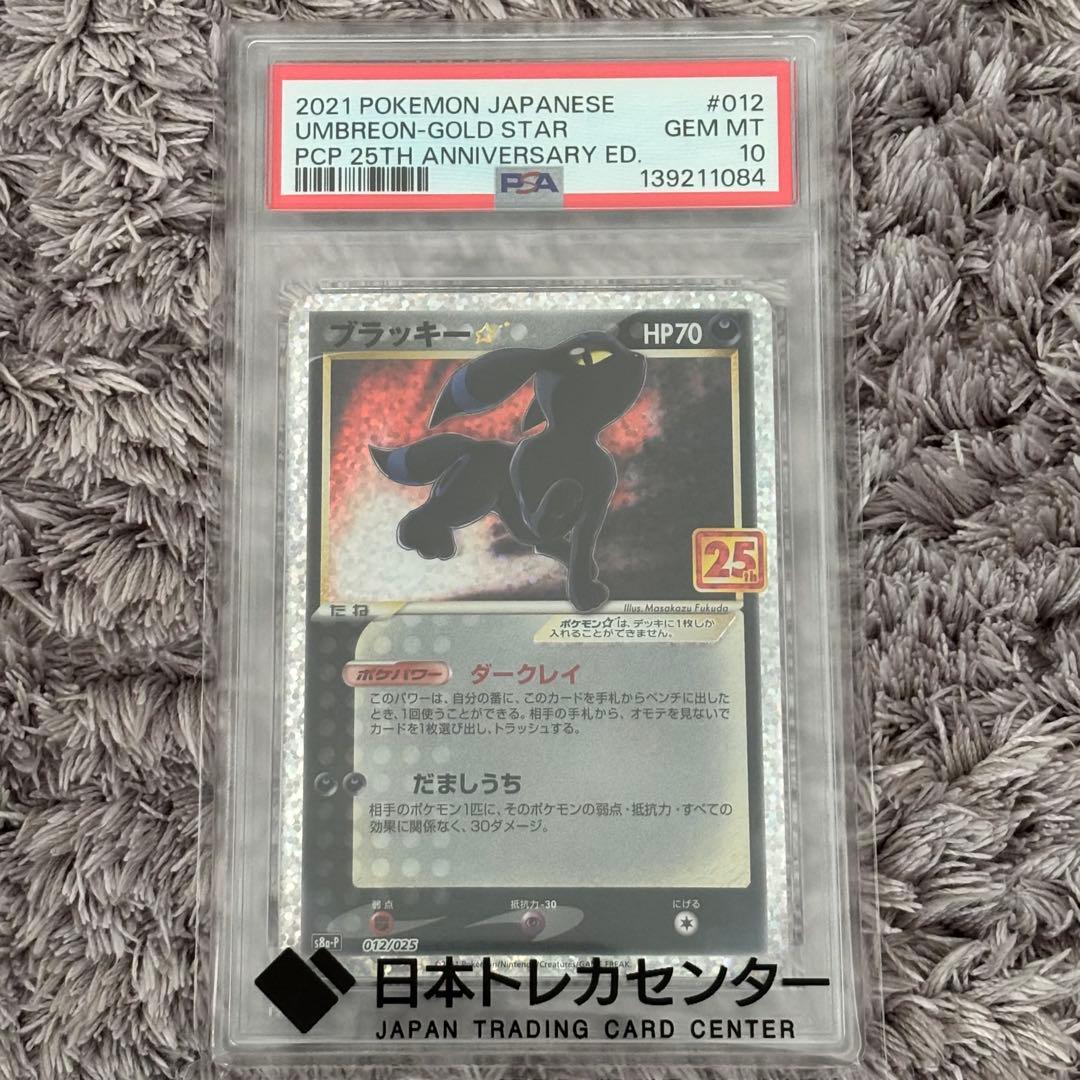 2021 POKEMON JAPANESE #012
UMBREON-GOLD STAR GEM MT
PCP 25TH ANNIVERSARY ED. 10
PSA 139211084
ブラッキー☆ HP70
25th
たね
Illus. Masakazu Fukuda
ポケモン☆は、デッキに1枚しか
入れることができません。
ポケパワー ダークレイ
このパワーは、自分の番に、このカードを手札からベンチに出した
とき、1回使うことができる。相手の手札から、オモテを見ないで
カードを1枚選び出し、トラッシュする。
だましうち
相手のポケモン1匹に、そのポケモンの弱点・抵抗力・すべての
効果に関係なく、30ダメージ。
弱点 抵抗力-30 にげる
s8a-P 012/025
Pokémon/Nintendo/Creatures/GAME FREAK.
日本トレカセンター
JAPAN TRADING CARD CENTER